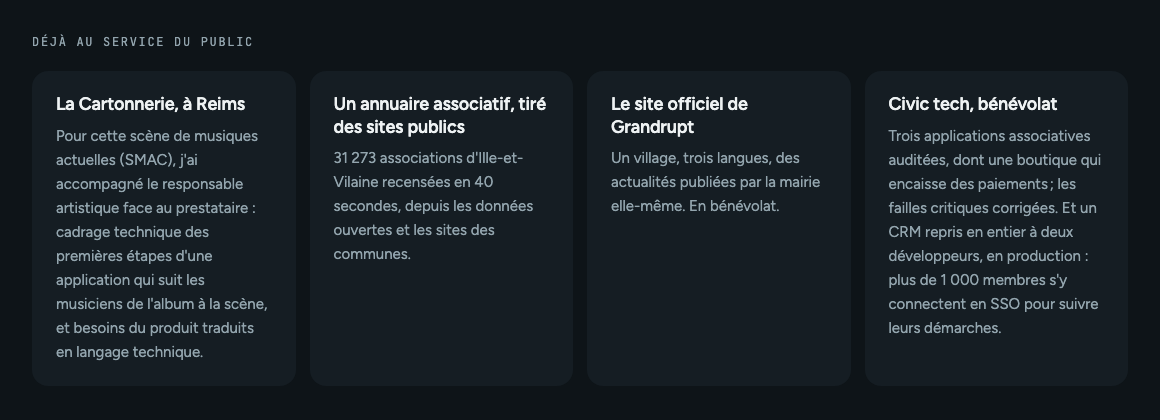 DÉJÀ AU SERVICE DU PUBLIC
La Cartonnerie, à Reims
Pour cette scène de musiques
actuelles (SMAC), j'ai
accompagné le responsable
artistique face au prestataire :
cadrage technique des
premières étapes d'une
application qui suit les
musiciens de l'album à la scène,
et besoins du produit traduits
en langage technique.
Un annuaire associatif, tiré
des sites publics
31 273 associations d'Ille-et-
Vilaine recensées en 40
secondes, depuis les données
ouvertes et les sites des
communes.
Le site officiel de
Grandrupt
Un village, trois langues, des
actualités publiées par la mairie
elle-même. En bénévolat.
Civic tech, bénévolat
Trois applications associatives
auditées, dont une boutique qui
encaisse des paiements ; les
failles critiques corrigées. Et un
CRM repris en entier à deux
développeurs, en production :
plus de 1 000 membres s'y
connectent en SSO pour suivre
leurs démarches.